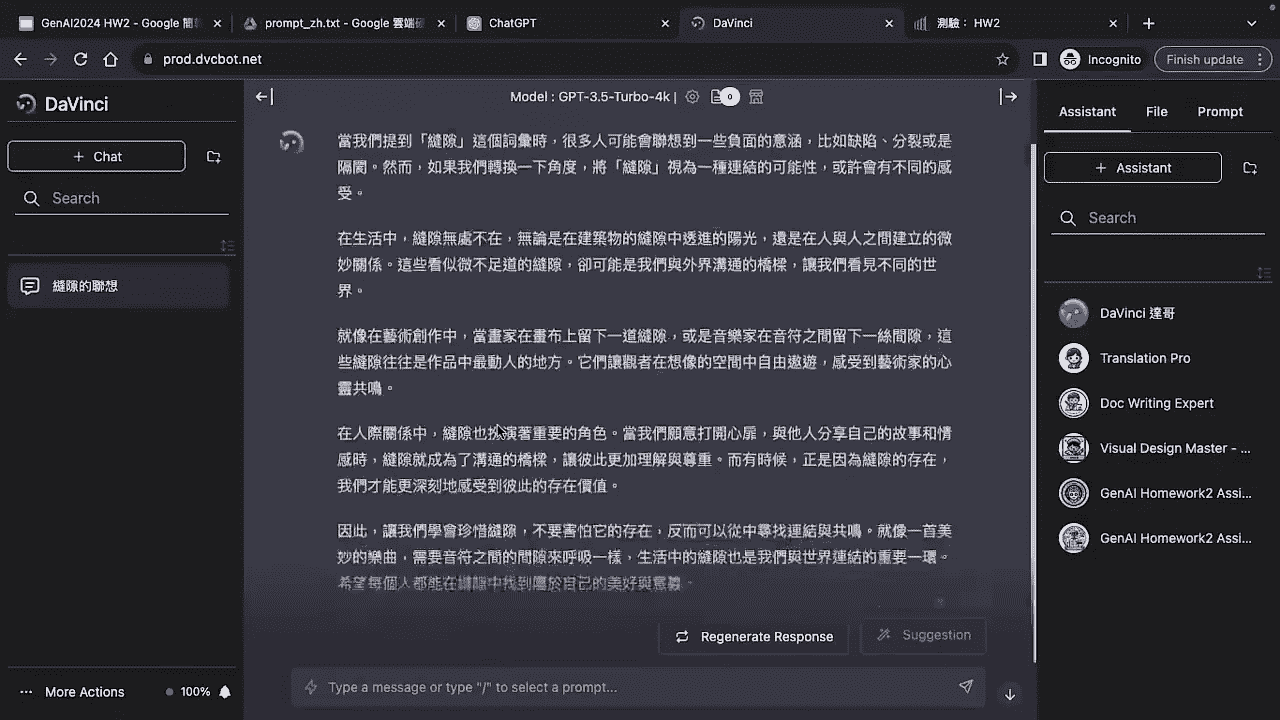 GenAI2024 HW2 - Google 簡
prompt_zh.txt - Google 雲端硬
ChatGPT
DaVinci
測驗： HW2
prod.dvcbot.net
Incognito
Finish update
DaVinci
Model : GPT-3.5-Turbo-4k |
0
Assistant
File
Prompt
+ Chat
Search
縫隙的聯想
當我們提到「縫隙」這個詞彙時，很多人可能會聯想到一些負面的意涵，比如缺陷、分裂或是
隔閡。然而，如果我們轉換一下角度，將「縫隙」視為一種連結的可能性，或許會有不同的感
受。
在生活中，縫隙無處不在，無論是在建築物的縫隙中透進的陽光，還是在人與人之間建立的微
妙關係。這些看似微不足道的縫隙，卻可能是我們與外界溝通的橋樑，讓我們看見不同的世
界。
就像在藝術創作中，當畫家在畫布上留下一道縫隙，或是音樂家在音符之間留下一絲間隙，這
些縫隙往往是作品中最動人的地方。它們讓觀者在想像的空間中自由遨遊，感受到藝術家的心
靈共鳴。
在人際關係中，縫隙也扮演著重要的角色。當我們願意打開心扉，與他人分享自己的故事和情
感時，縫隙就成為了溝通的橋樑，讓彼此更加理解與尊重。而有時候，正是因為縫隙的存在，
我們才能更深刻地感受到彼此的存在價值。
因此，讓我們學會珍惜縫隙，不要害怕它的存在，反而可以從中尋找連結與共鳴。就像一首美
妙的樂曲，需要音符之間的間隙來呼吸一樣，生活中的縫隙也是我們與世界連結的重要一環。
希望每個人都能在縫隙中找到屬於自己的美好與意義。
Regenerate Response
Suggestion
Type a message or type "/" to select a prompt...
More Actions
100%
+ Assistant
Search
DaVinci 達哥
Translation Pro
Doc Writing Expert
Visual Design Master - ...
GenAI Homework2 Assi...
GenAI Homework2 Assi...